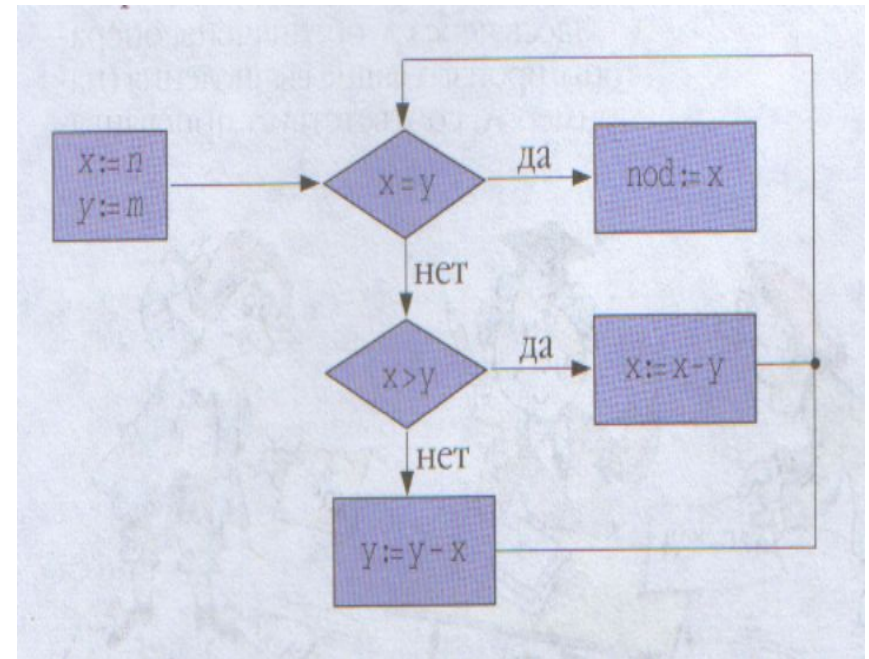 x:=n
y:=m
x=y
да
nod:=x
нет
x>y
да
x:=x-y
нет
y:=y-x